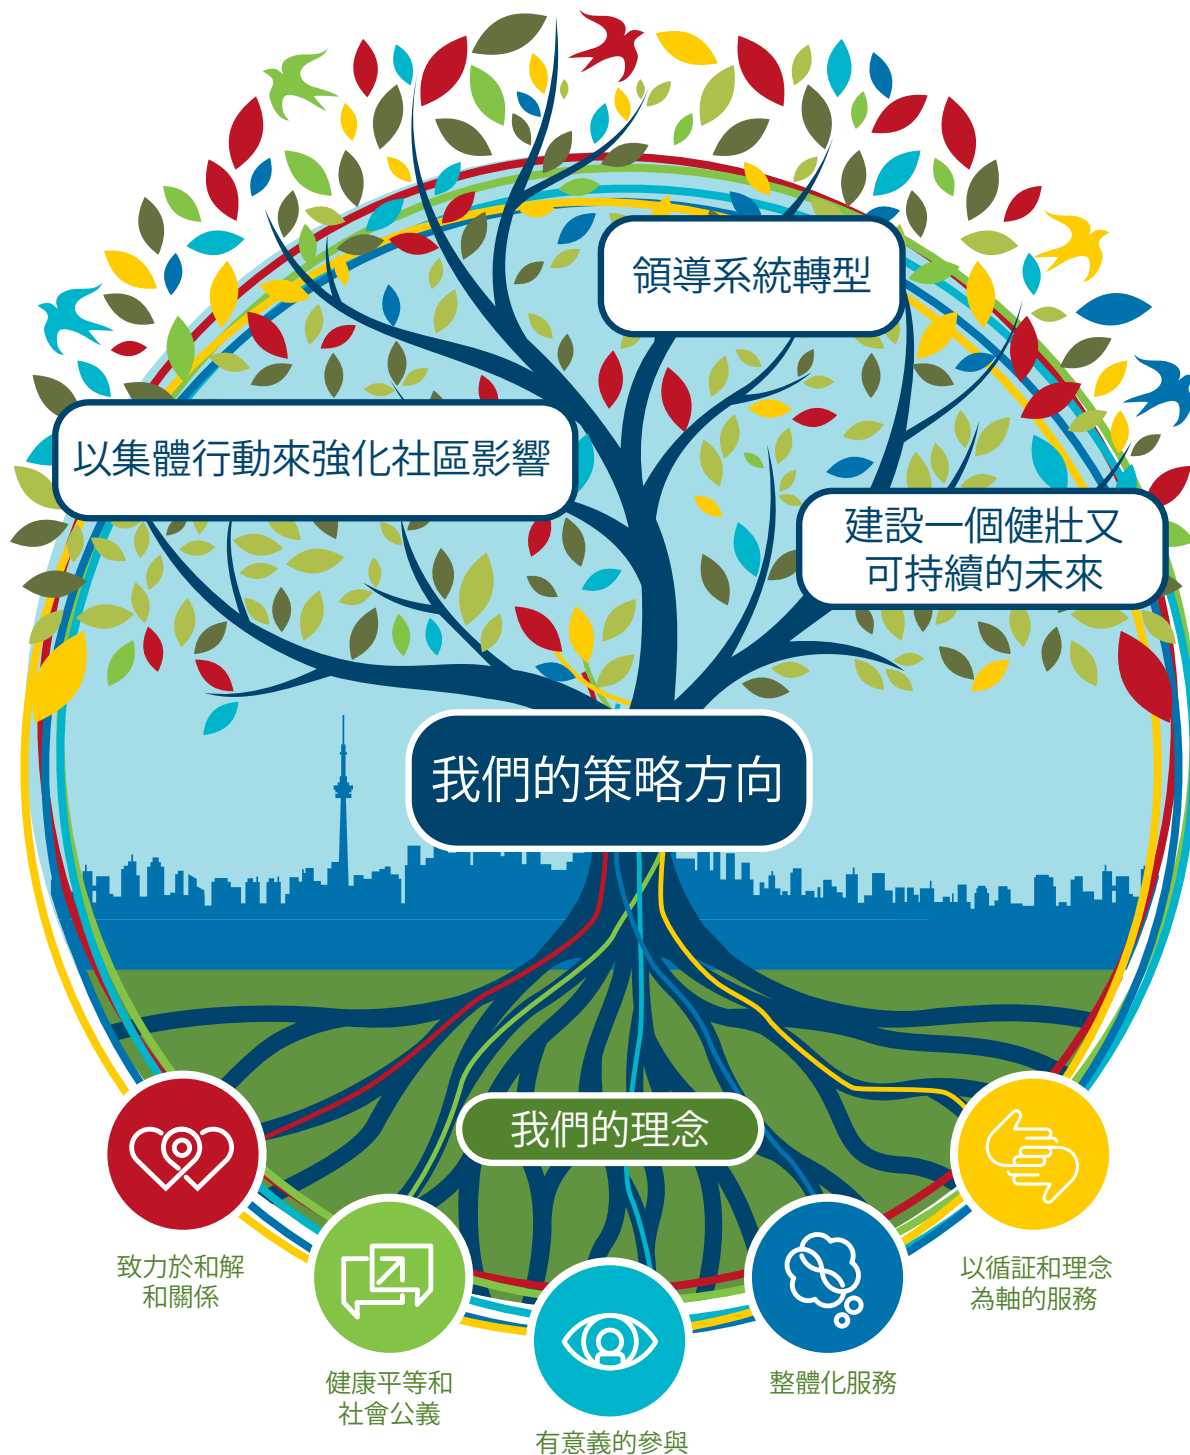 領導系統轉型
以集體行動來強化社區影響
建設一個健壯又
可持續的未來
我們的策略方向
我們的理念
致力於和解
和關係
健康平等和
社會公義
有意義的參與
整體化服務
以循証和理念
為軸的服務